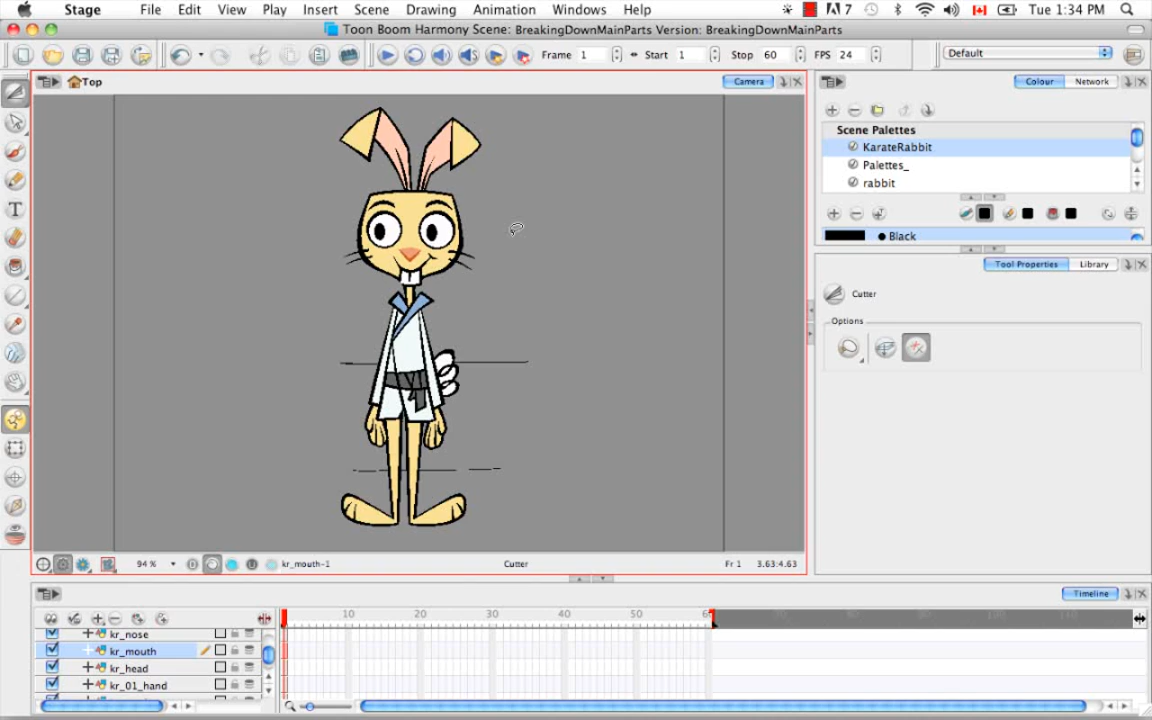 Stage File Edit View Play Insert Scene Drawing Animation Windows Help 7 Tue 1:34 PM
Toon Boom Harmony Scene: BreakingDownMainParts Version: BreakingDownMainParts
Frame 1 Start 1 Stop 60 FPS 24 Default
Top Camera Colour Network
Scene Palettes
KarateRabbit
Palettes_
rabbit
Black
Tool Properties Library
Cutter
Options
T
94 % kr_mouth-1 Cutter Fr 1 3.63:4.63
Timeline
10 20 30 40 50
kr_nose
kr_mouth
kr_head
kr_01_hand